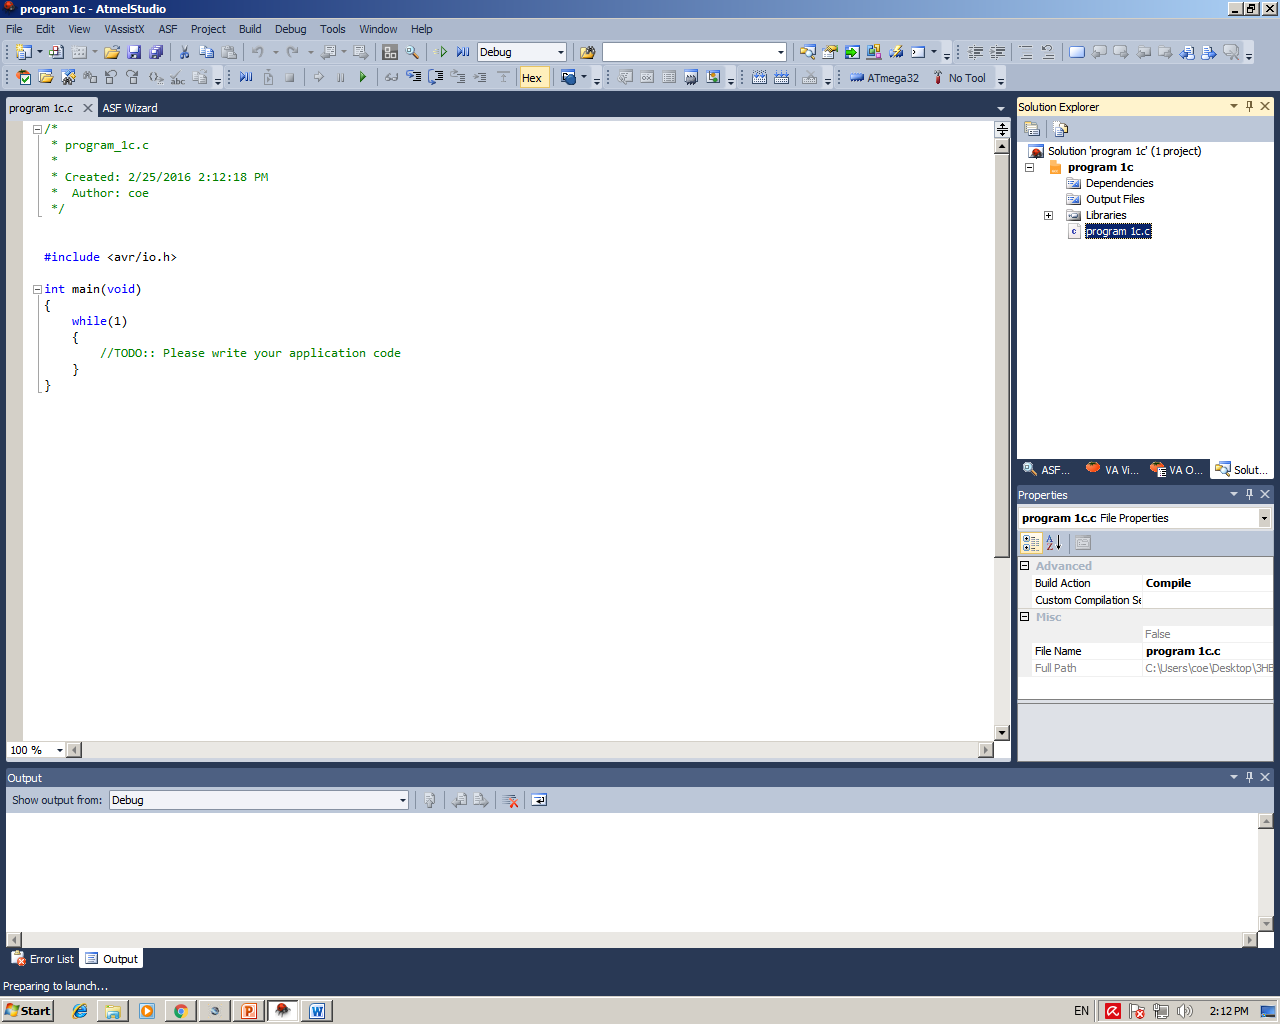 program 1c - AtmelStudio
File Edit View VAssistX ASF Project Build Debug Tools Window Help
Debug
Hex ATmega32 No Tool
program 1c.c ASF Wizard
/*
* program_1c.c
*
* Created: 2/25/2016 2:12:18 PM
* Author: coe
*/
#include <avr/io.h>
int main(void)
{
while(1)
{
//TODO:: Please write your application code
}
}
100 %
Solution Explorer
Solution 'program 1c' (1 project)
program 1c
Dependencies
Output Files
Libraries
program 1c.c
ASF... VA Vi... VA O... Solut...
Properties
program 1c.c File Properties
Advanced
Build Action Compile
Custom Compilation Se
Misc
False
File Name program 1c.c
Full Path C:\Users\coe\Desktop\3HE
Output
Show output from: Debug
Error List Output
Preparing to launch...
Start EN 2:12 PM